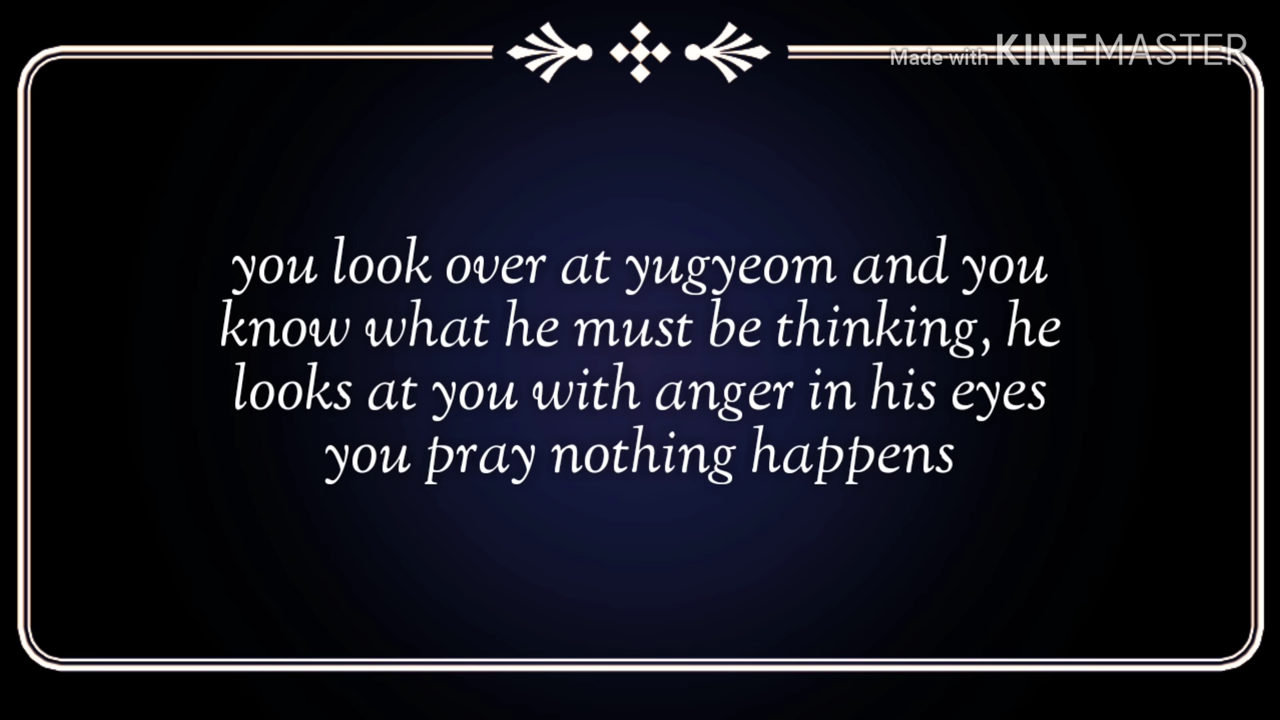 Made with KINEMASTER
you look over at yugyeom and you
know what he must be thinking, he
looks at you with anger in his eyes
you pray nothing happens